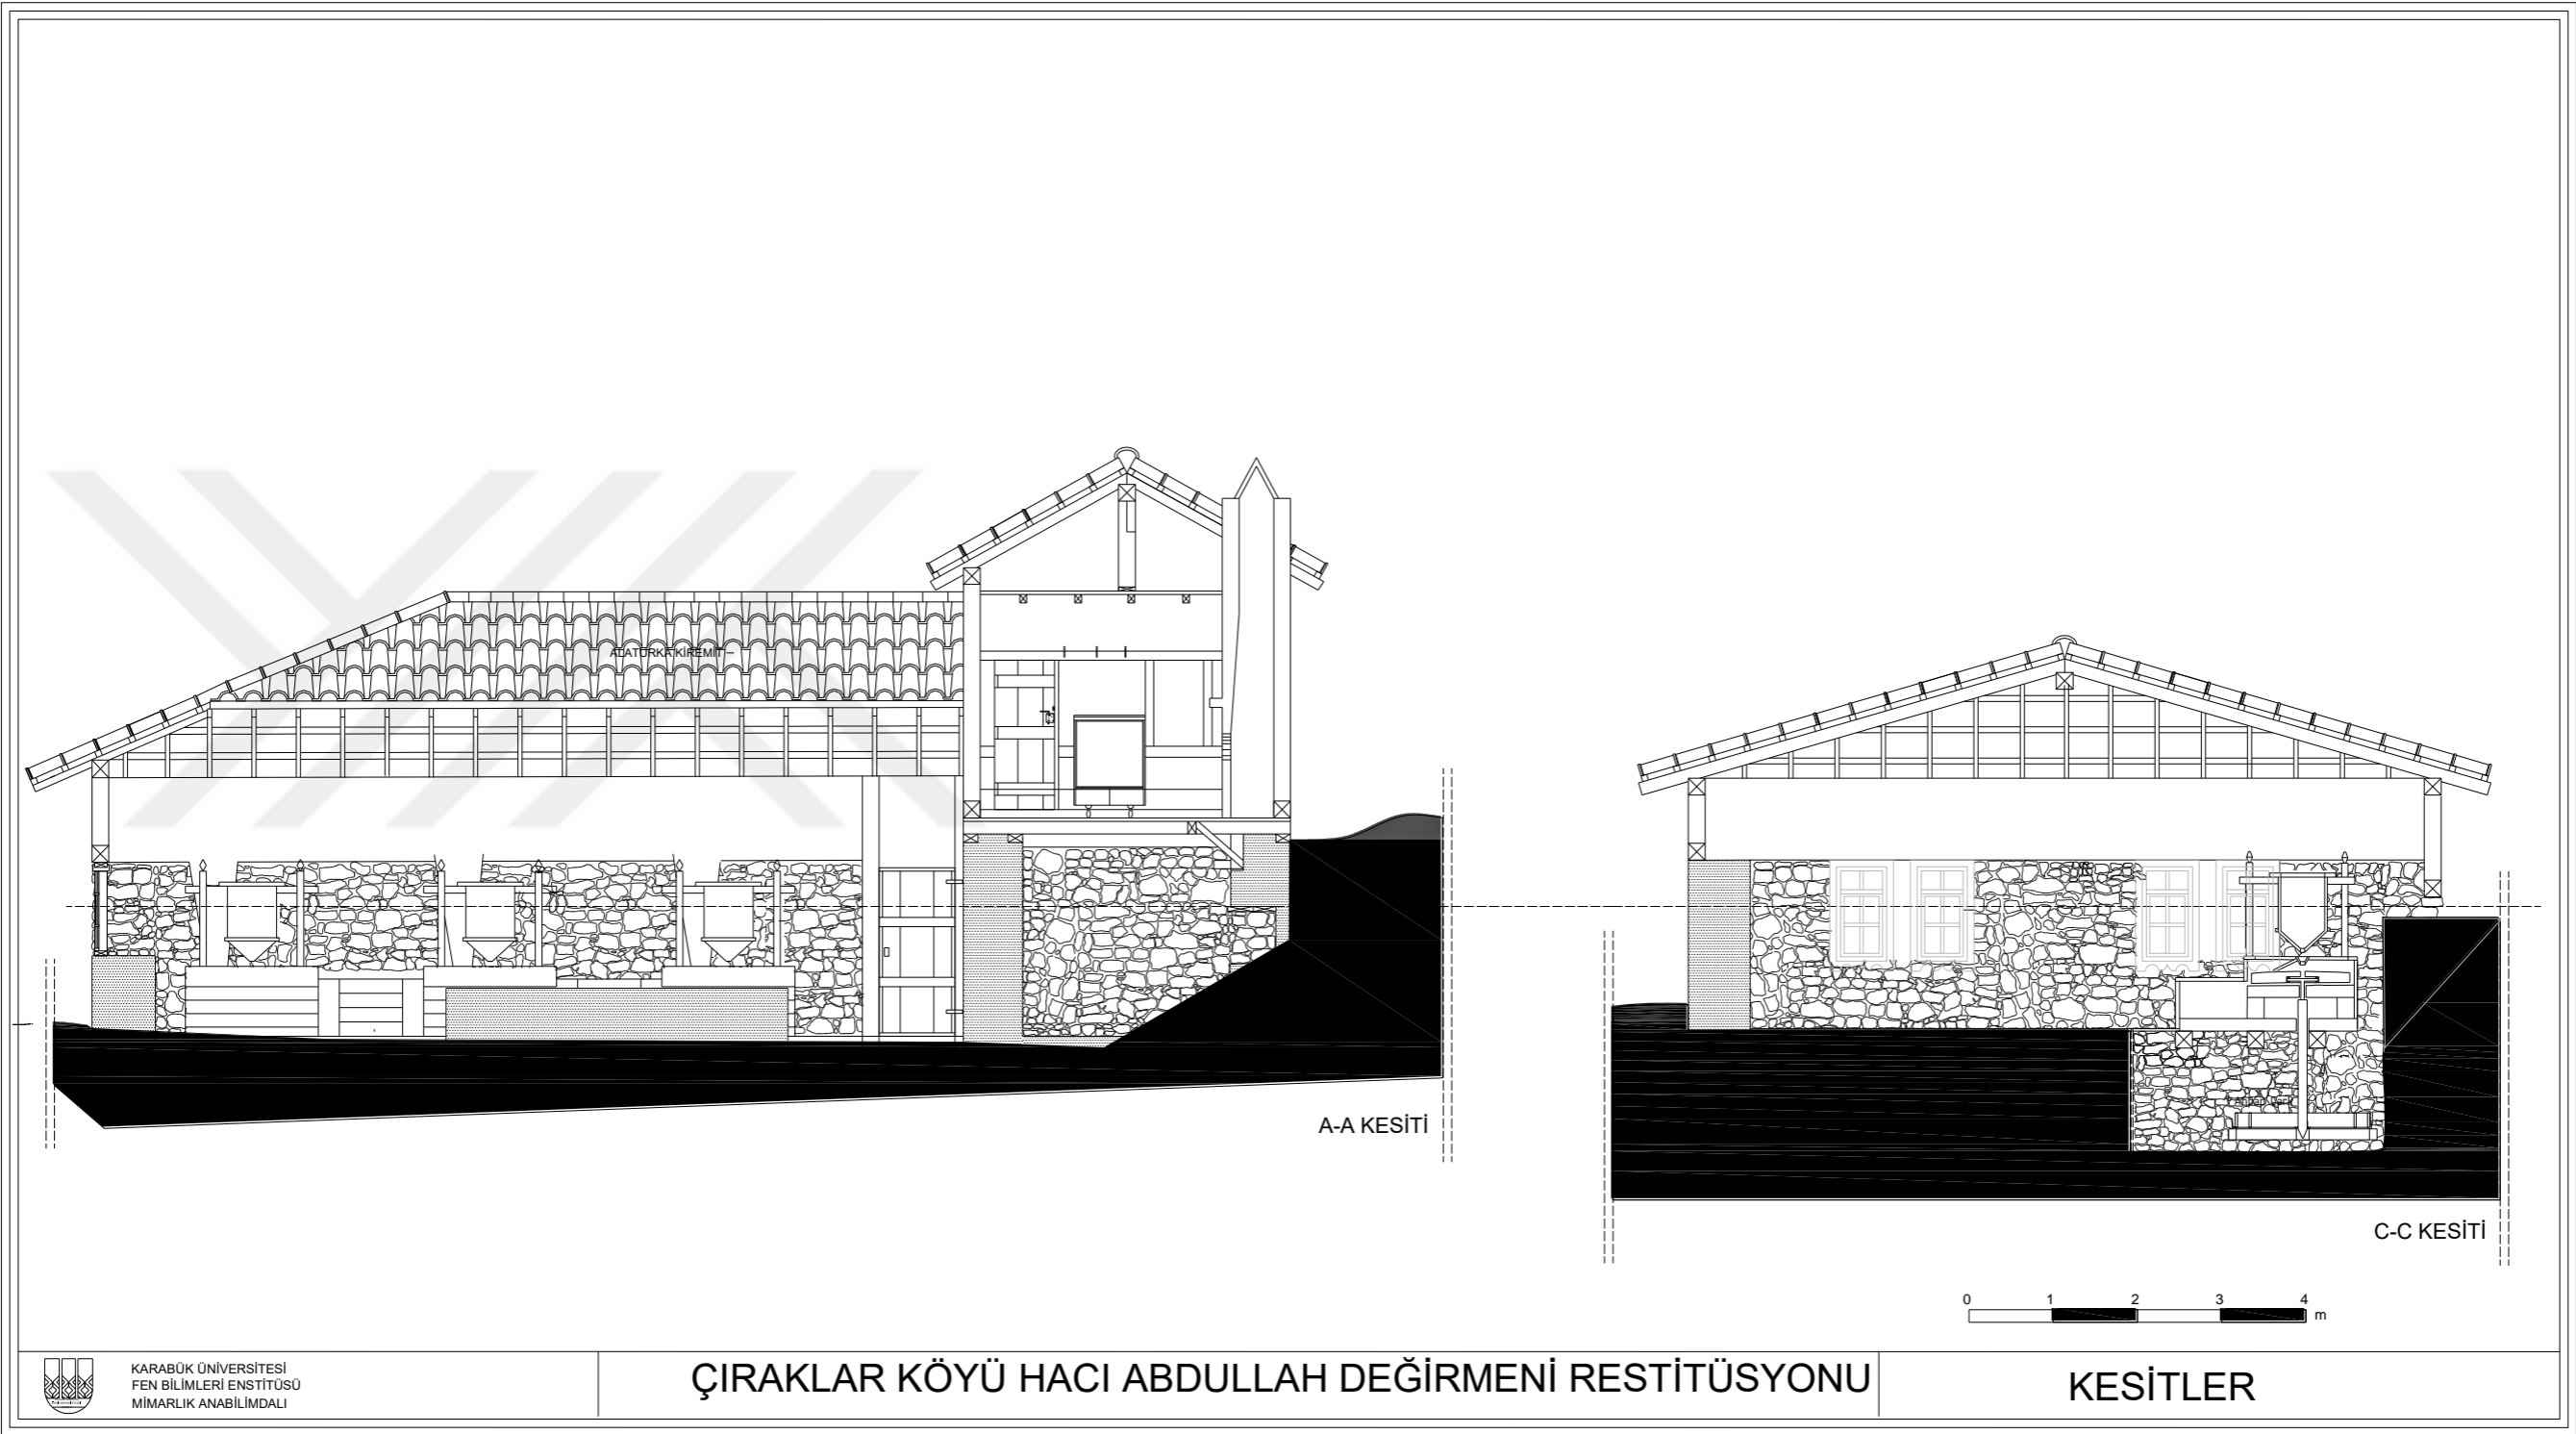 ALATURKA KİREMİT
A-A KESİTİ
C-C KESİTİ
0 1 2 3 4
m
KARABÜK ÜNİVERSİTESİ
FEN BİLİMLERİ ENSTİTÜSÜ
MİMARLIK ANABİLİMDALI
ÇIRAKLAR KÖYÜ HACI ABDULLAH DEĞİRMENİ RESTİTÜSYONU
KESİTLER